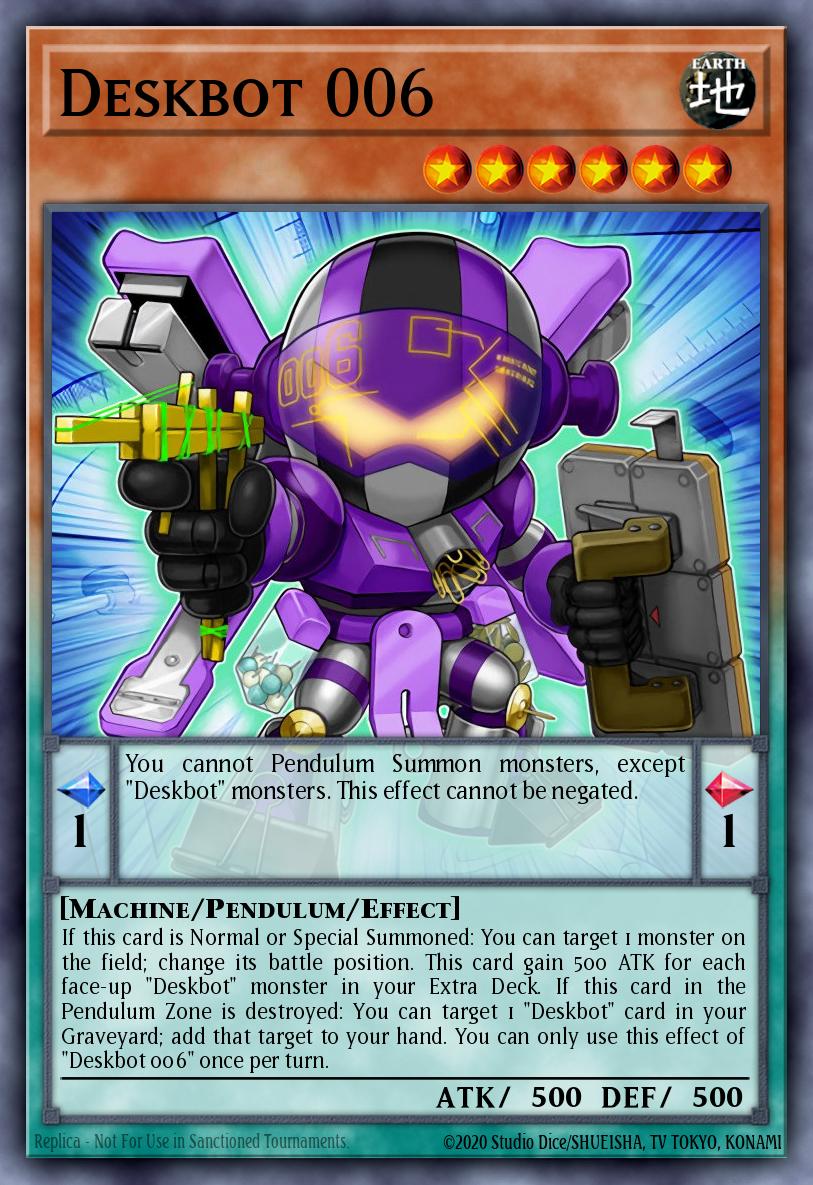 Deskbot 006
EARTH
地
006
You cannot Pendulum Summon monsters, except
"Deskbot" monsters. This effect cannot be negated.
1
1
[Machine/Pendulum/Effect]
If this card is Normal or Special Summoned: You can target 1 monster on
the field; change its battle position. This card gain 500 ATK for each
face-up "Deskbot" monster in your Extra Deck. If this card in the
Pendulum Zone is destroyed: You can target 1 "Deskbot" card in your
Graveyard; add that target to your hand. You can only use this effect of
"Deskbot 006" once per turn.
ATK/ 500 DEF/ 500
Replica - Not For Use in Sanctioned Tournaments.
©2020 Studio Dice/SHUEISHA, TV TOKYO, KONAMI